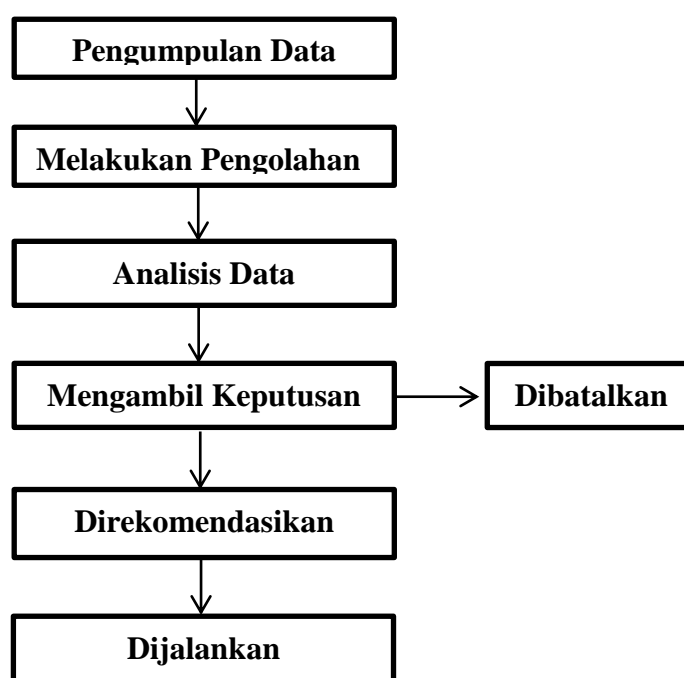 Pengumpulan Data
Melakukan Pengolahan
Analisis Data
Mengambil Keputusan
Dibatalkan
Direkomendasikan
Dijalankan